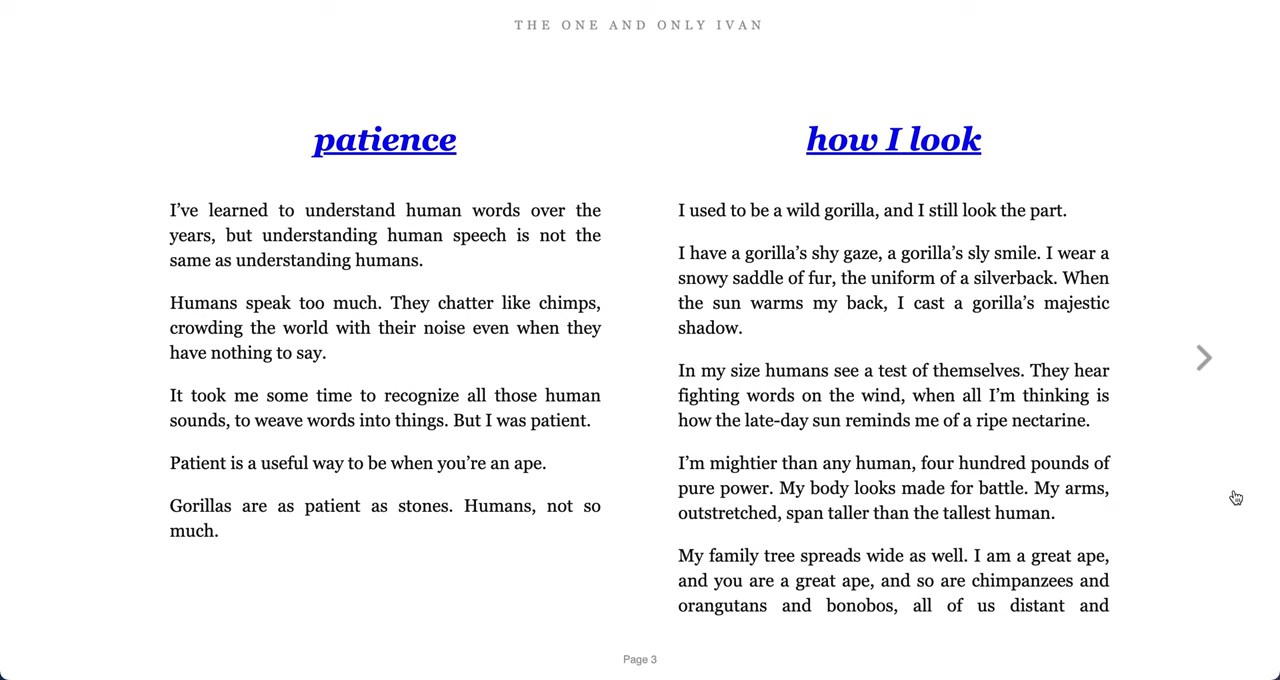 THE ONE AND ONLY IVAN
patience
I’ve learned to understand human words over the
years, but understanding human speech is not the
same as understanding humans.
Humans speak too much. They chatter like chimps,
crowding the world with their noise even when they
have nothing to say.
It took me some time to recognize all those human
sounds, to weave words into things. But I was patient.
Patient is a useful way to be when you’re an ape.
Gorillas are as patient as stones. Humans, not so
much.
how I look
I used to be a wild gorilla, and I still look the part.
I have a gorilla’s shy gaze, a gorilla’s sly smile. I wear a
snowy saddle of fur, the uniform of a silverback. When
the sun warms my back, I cast a gorilla’s majestic
shadow.
In my size humans see a test of themselves. They hear
fighting words on the wind, when all I’m thinking is
how the late-day sun reminds me of a ripe nectarine.
I’m mightier than any human, four hundred pounds of
pure power. My body looks made for battle. My arms,
outstretched, span taller than the tallest human.
My family tree spreads wide as well. I am a great ape,
and you are a great ape, and so are chimpanzees and
orangutans and bonobos, all of us distant and
Page 3